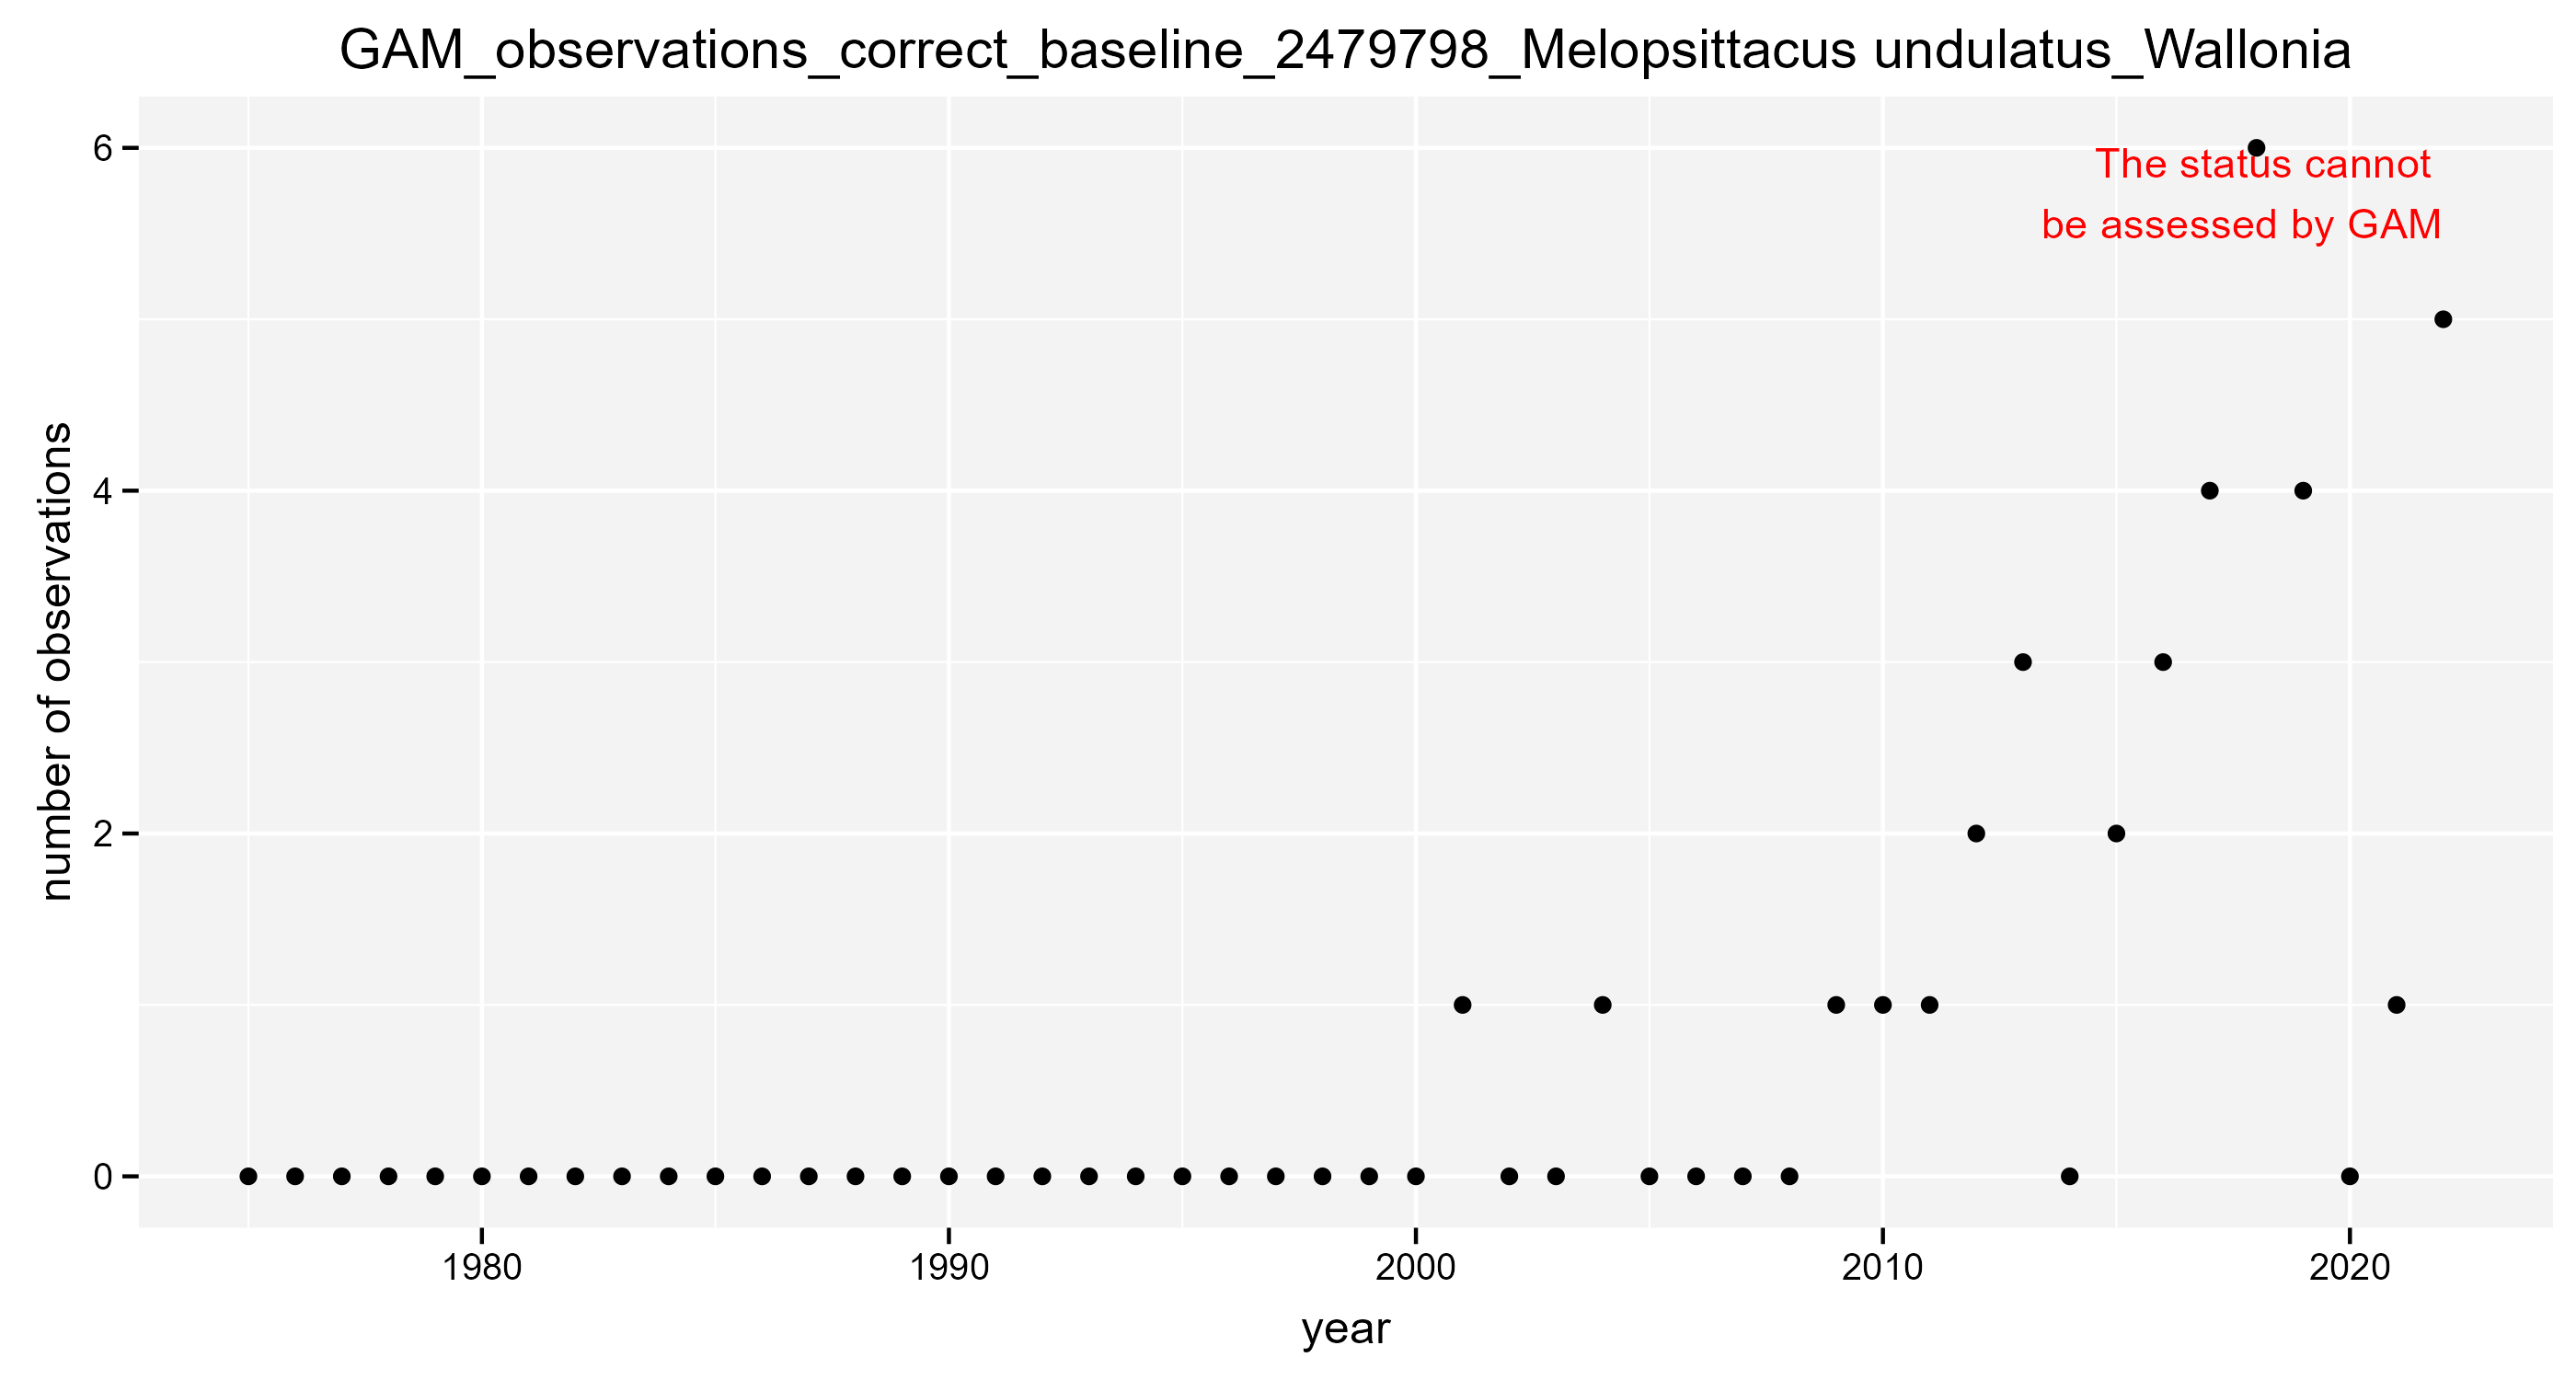 GAM_observations_correct_baseline_2479798_Melopsittacus undulatus_Wallonia
number of observations
6
4
2
0
The status cannot
be assessed by GAM
1980
1990
2000
2010
2020
year